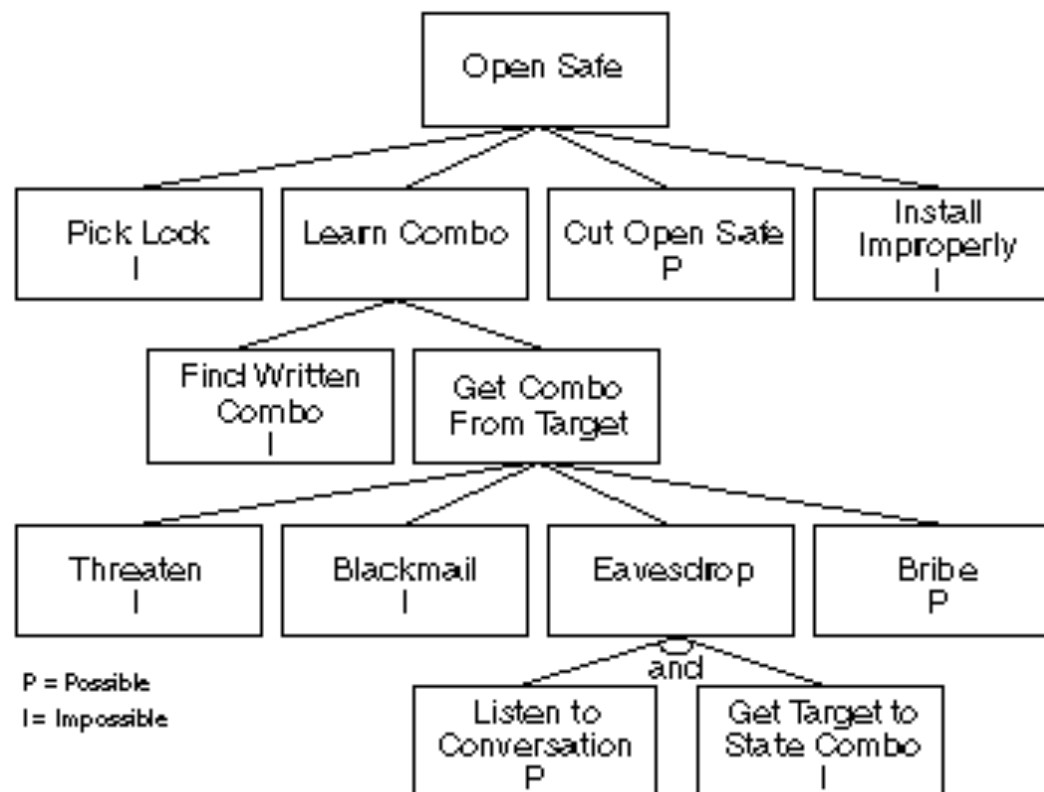 Open Safe
Pick Lock
I
Learn Combo
Cut Open Safe
P
Install
Improperly
I
Find Written
Combo
I
Get Combo
From Target
Threaten
I
Blackmail
I
Eavesdrop
Bribe
P
and
P = Possible
I = Impossible
Listen to
Conversation
P
Get Target to
State Combo
I